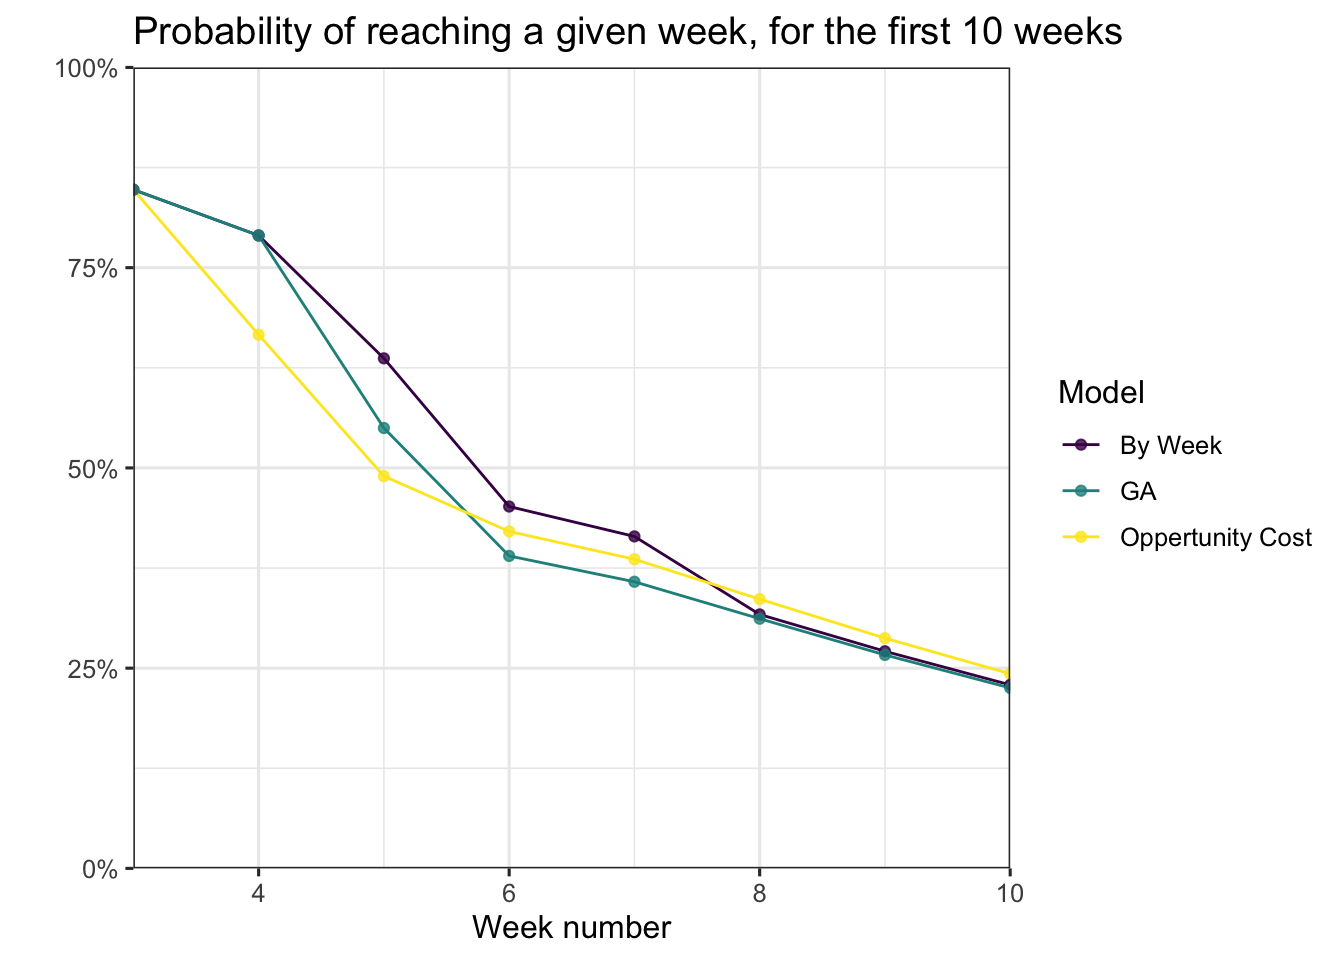 Probability of reaching a given week, for the first 10 weeks
100%
75%
50%
25%
0%
4
6
8
10
Week number
Model
By Week
GA
Oppertunity Cost